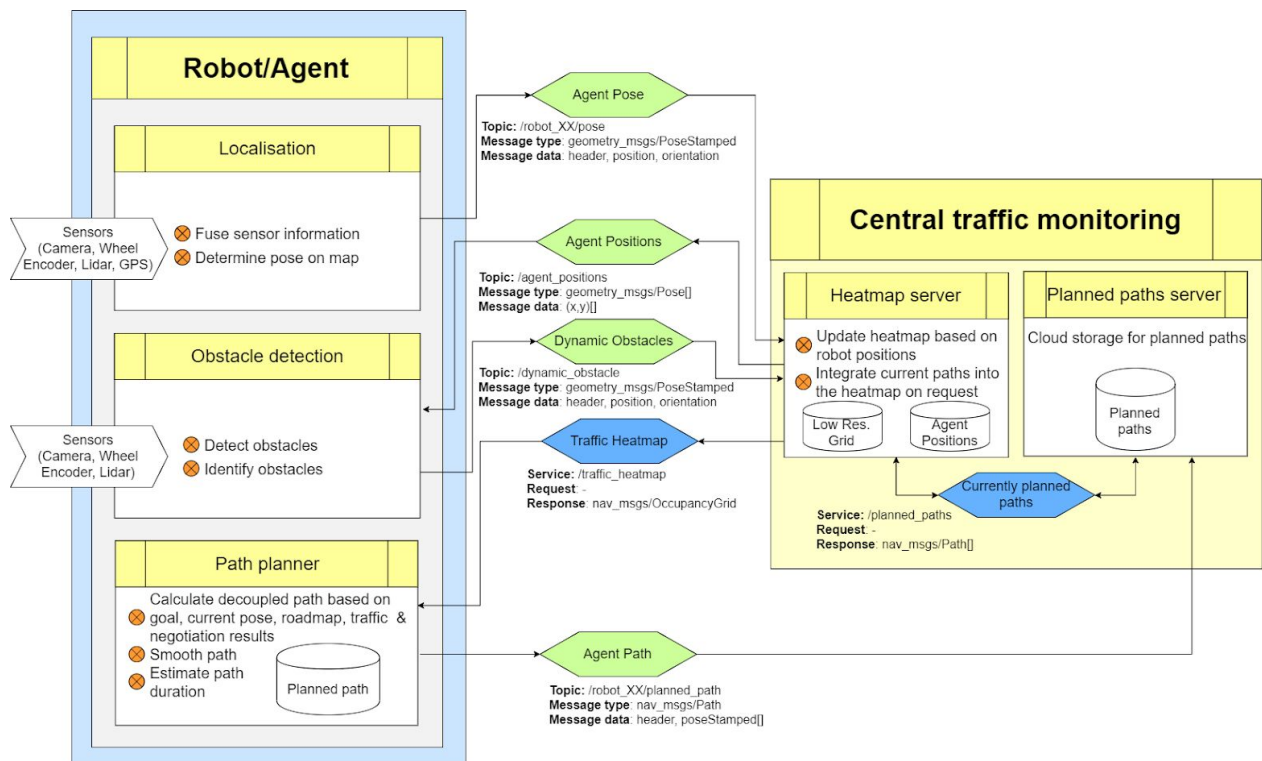 Robot/Agent
Localisation
Sensors
(Camera, Wheel
Encoder, Lidar, GPS)
Fuse sensor information
Determine pose on map
Obstacle detection
Sensors
(Camera, Wheel
Encoder, Lidar)
Detect obstacles
Identify obstacles
Path planner
Calculate decoupled path based on
goal, current pose, roadmap, traffic &
negotiation results
Smooth path
Estimate path
duration
Planned path
Agent Pose
Topic: /robot_XX/pose
Message type: geometry_msgs/PoseStamped
Message data: header, position, orientation
Agent Positions
Topic: /agent_positions
Message type: geometry_msgs/Pose[]
Message data: (x,y)[]
Dynamic Obstacles
Topic: /dynamic_obstacle
Message type: geometry_msgs/PoseStamped
Message data: header, position, orientation
Traffic Heatmap
Service: /traffic_heatmap
Request: -
Response: nav_msgs/OccupancyGrid
Agent Path
Topic: /robot_XX/planned_path
Message type: nav_msgs/Path
Message data: header, poseStamped[]
Central traffic monitoring
Heatmap server
Update heatmap based on
robot positions
Integrate current paths into
the heatmap on request
Low Res.
Grid
Agent
Positions
Planned paths server
Cloud storage for planned paths
Planned
paths
Currently planned
paths
Service: /planned_paths
Request: -
Response: nav_msgs/Path[]